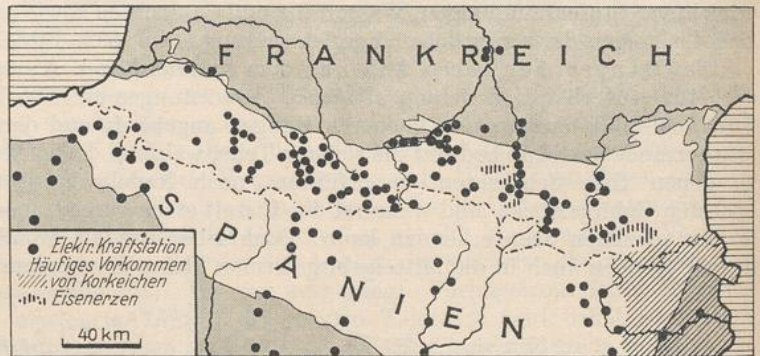 FRANKREICH
SPANIEN
Elektr. Kraftstation
Häufiges Vorkommen
von Korkeichen
Eisenerzen
40 km